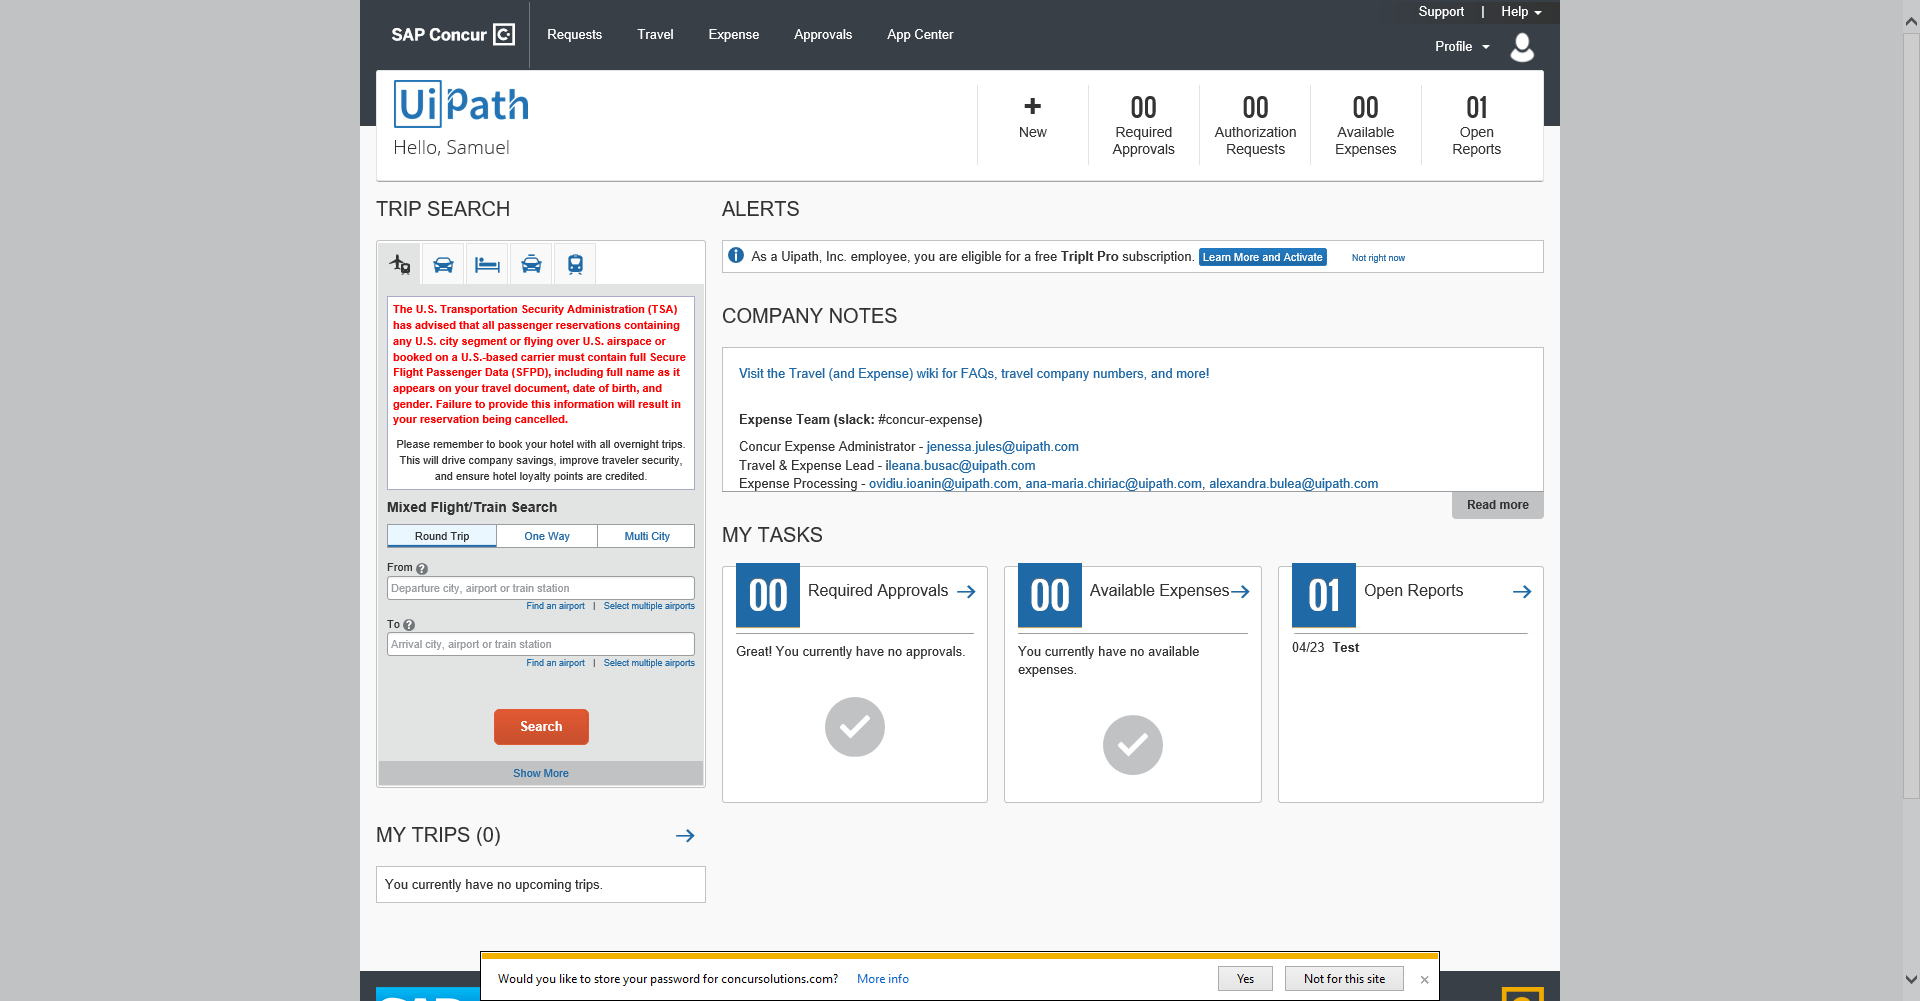 Support | Help
SAP Concur C
Requests Travel Expense Approvals App Center
Profile
UiPath
Hello, Samuel
+ New
00 Required Approvals
00 Authorization Requests
00 Available Expenses
01 Open Reports
TRIP SEARCH
The U.S. Transportation Security Administration (TSA)
has advised that all passenger reservations containing
any U.S. city segment or flying over U.S. airspace or
booked on a U.S.-based carrier must contain full Secure
Flight Passenger Data (SFPD), including full name as it
appears on your travel document, date of birth, and
gender. Failure to provide this information will result in
your reservation being cancelled.
Please remember to book your hotel with all overnight trips.
This will drive company savings, improve traveler security,
and ensure hotel loyalty points are credited.
Mixed Flight/Train Search
Round Trip One Way Multi City
From ?
Departure city, airport or train station
Find an airport | Select multiple airports
To ?
Arrival city, airport or train station
Find an airport | Select multiple airports
Search
Show More
MY TRIPS (0)
You currently have no upcoming trips.
ALERTS
As a Uipath, Inc. employee, you are eligible for a free TripIt Pro subscription. Learn More and Activate Not right now
COMPANY NOTES
Visit the Travel (and Expense) wiki for FAQs, travel company numbers, and more!
Expense Team (slack: #concur-expense)
Concur Expense Administrator - jenessa.jules@uipath.com
Travel & Expense Lead - ileana.busac@uipath.com
Expense Processing - ovidiu.ioanin@uipath.com, ana-maria.chiriac@uipath.com, alexandra.bulea@uipath.com
Read more
MY TASKS
00 Required Approvals
Great! You currently have no approvals.
00 Available Expenses
You currently have no available
expenses.
01 Open Reports
04/23 Test
Would you like to store your password for concursolutions.com? More info Yes Not for this site
SAP